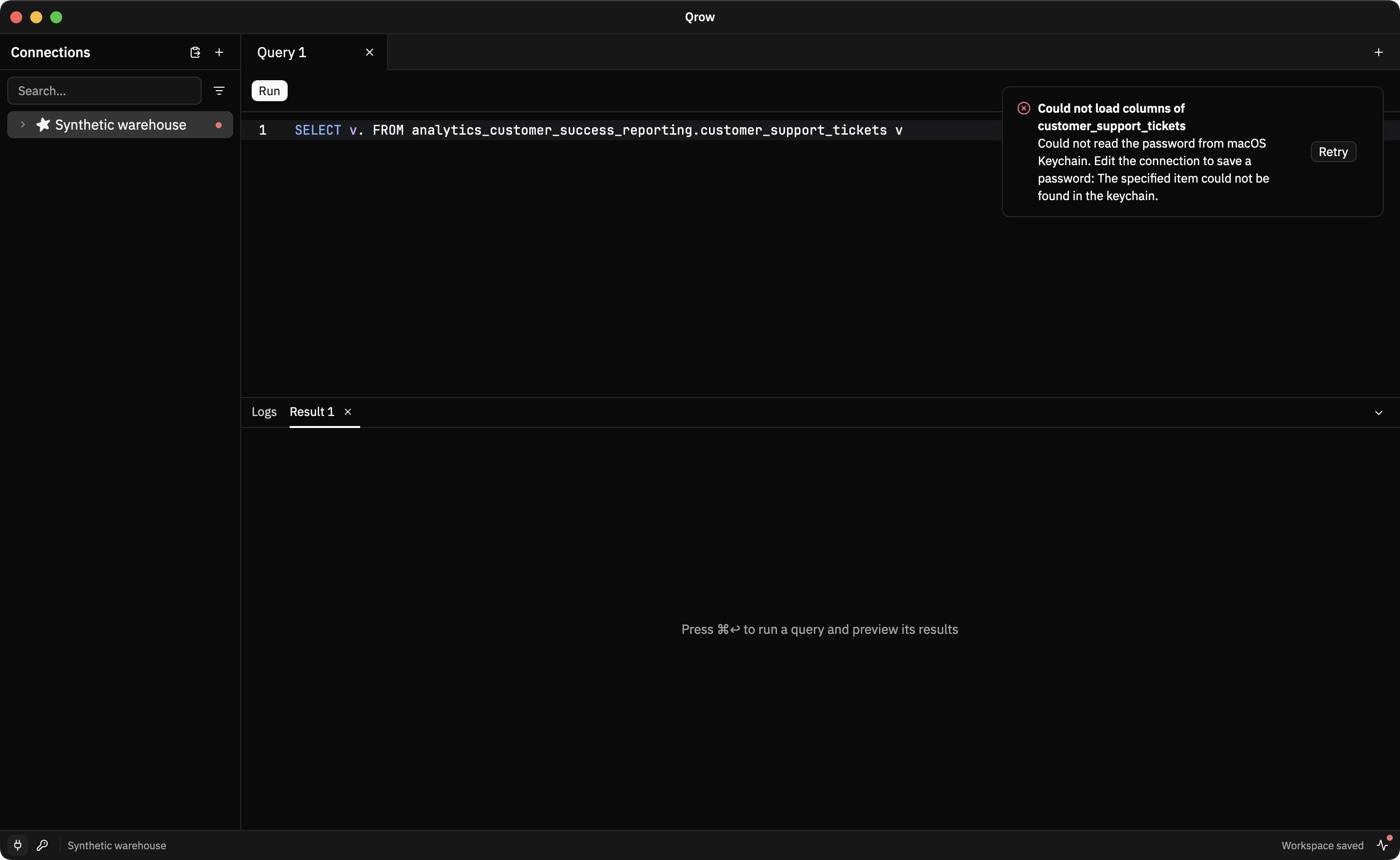 Qrow
Connections
Query 1
Search...
Run
Synthetic warehouse
1 SELECT v. FROM analytics_customer_success_reporting.customer_support_tickets v
Could not load columns of
customer_support_tickets
Could not read the password from macOS
Keychain. Edit the connection to save a
password: The specified item could not be
found in the keychain.
Retry
Logs
Result 1
Press ⌘↩ to run a query and preview its results
Synthetic warehouse
Workspace saved